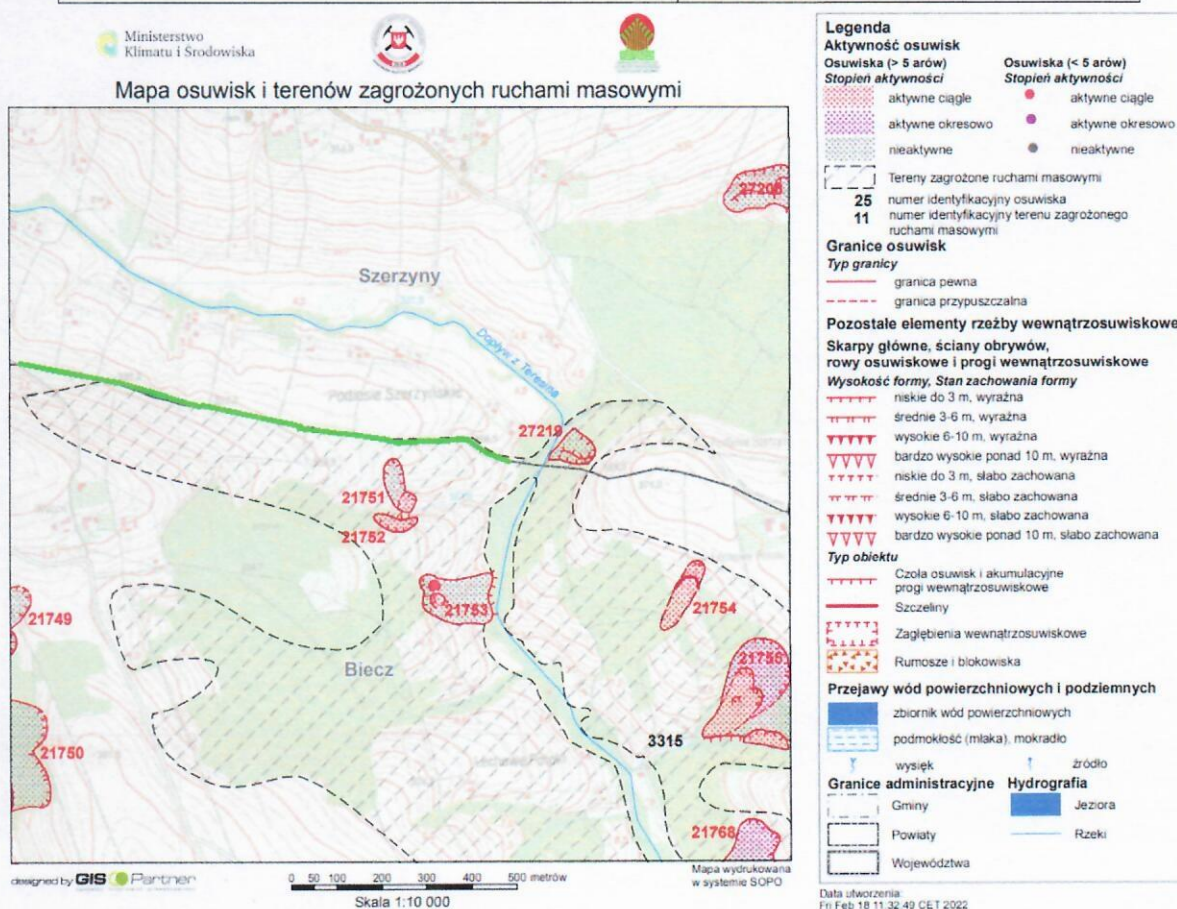 Ministerstwo
Klimatu i Środowiska
Mapa osuwisk i terenów zagrożonych ruchami masowymi
27208
Szerzyny
Dopływ z Teresina
Podlesie Szerzyńskie
27219
21751
21752
21753
21754
21749
21755
Biecz
21750
3315
21768
designed by GIS Partner
0 50 100 200 300 400 500 metrów
Skala 1:10 000
Mapa wydrukowana
w systemie SOPO
Legenda
Aktywność osuwisk
Osuwiska (> 5 arów) Osuwiska (< 5 arów)
Stopień aktywności Stopień aktywności
aktywne ciągle aktywne ciągle
aktywne okresowo aktywne okresowo
nieaktywne nieaktywne
Tereny zagrożone ruchami masowymi
25 numer identyfikacyjny osuwiska
11 numer identyfikacyjny terenu zagrożonego
ruchami masowymi
Granice osuwisk
Typ granicy
granica pewna
granica przypuszczalna
Pozostałe elementy rzeźby wewnątrzosuwiskowe
Skarpy główne, ściany obrywów,
rowy osuwiskowe i progi wewnątrzosuwiskowe
Wysokość formy, Stan zachowania formy
niskie do 3 m, wyraźna
średnie 3-6 m, wyraźna
wysokie 6-10 m, wyraźna
bardzo wysokie ponad 10 m, wyraźna
niskie do 3 m, słabo zachowana
średnie 3-6 m, słabo zachowana
wysokie 6-10 m, słabo zachowana
bardzo wysokie ponad 10 m, słabo zachowana
Typ obiektu
Czoła osuwisk i akumulacyjne
progi wewnątrzosuwiskowe
Szczeliny
Zagłębienia wewnątrzosuwiskowe
Rumosze i blokowiska
Przejawy wód powierzchniowych i podziemnych
zbiornik wód powierzchniowych
podmokłość (młaka), mokradło
wysięk źródło
Granice administracyjne Hydrografia
Gminy Jeziora
Powiaty Rzeki
Województwa
Data utworzenia:
Fri Feb 18 11:32:49 CET 2022